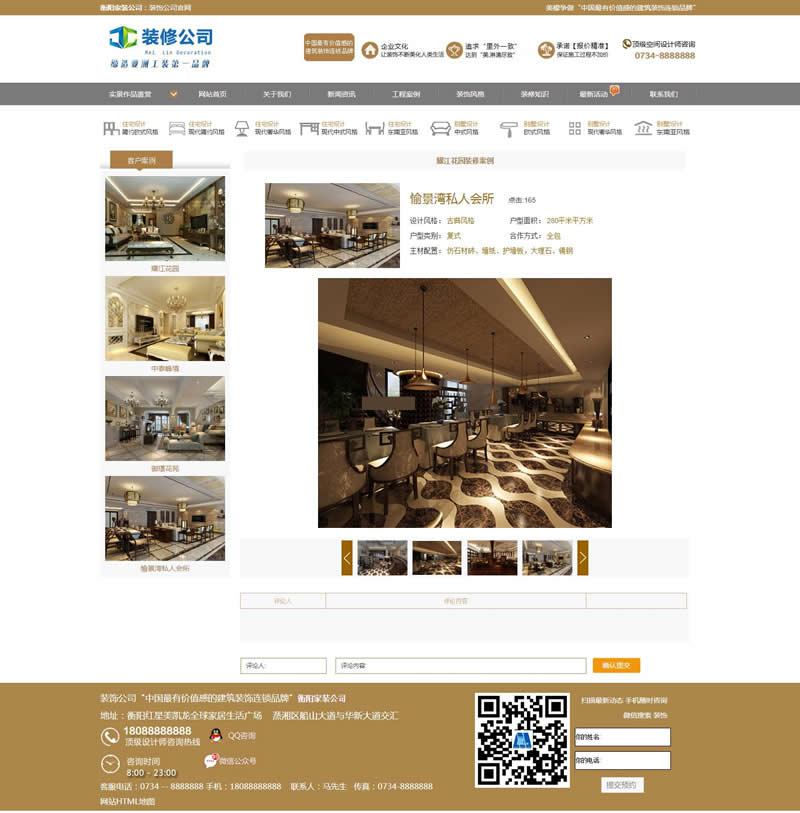 衡阳家装公司：装饰公司官网
美檬争做“中国最有价值感的建筑装饰连锁品牌”
装修公司
Mei Lin Decoration
缔造亚洲工装第一品牌
中国最有价值感的
建筑装饰连锁品牌
企业文化
让装饰不断美化人类生活
追求“里外一致”
达到“美.淋漓尽致”
承诺【报价精准】
保证施工过程不加价
顶级空间设计师咨询
0734-8888888
实景作品鉴赏
网站首页
关于我们
新闻资讯
工程案例
装饰风格
装修知识
最新活动
联系我们
住宅设计
简约欧式风格
住宅设计
现代简约风格
住宅设计
现代奢华风格
住宅设计
现代中式风格
住宅设计
东南亚风格
别墅设计
中式风格
别墅设计
欧式风格
别墅设计
现代奢华风格
别墅设计
东南亚风格
客户案例
耀江花园装修案例
耀江花园
中泰峰境
御璟花苑
愉景湾私人会所
愉景湾私人会所 点击:165
设计风格： 古典风格 户型面积： 280平米平方米
户型类别： 复式 合作方式： 全包
主材配置： 仿石材砖、墙纸、护墙板，大理石、镜钢
评论人 评论内容
评论人: 评论内容: 确认提交
装饰公司“中国最有价值感的建筑装饰连锁品牌”衡阳家装公司
地址：衡阳红星美凯龙全球家居生活广场 蒸湘区船山大道与华新大道交汇
18088888888
顶级设计师咨询热线
QQ咨询
咨询时间
8:00 - 23:00
微信公众号
客服电话：0734 -- 8888888 手机：18088888888 联系人：马先生 传真：0734-8888888
网站HTML地图
扫描最新动态 手机随时咨询
微信搜索 装饰
你的姓名:
你的电话:
提交预约